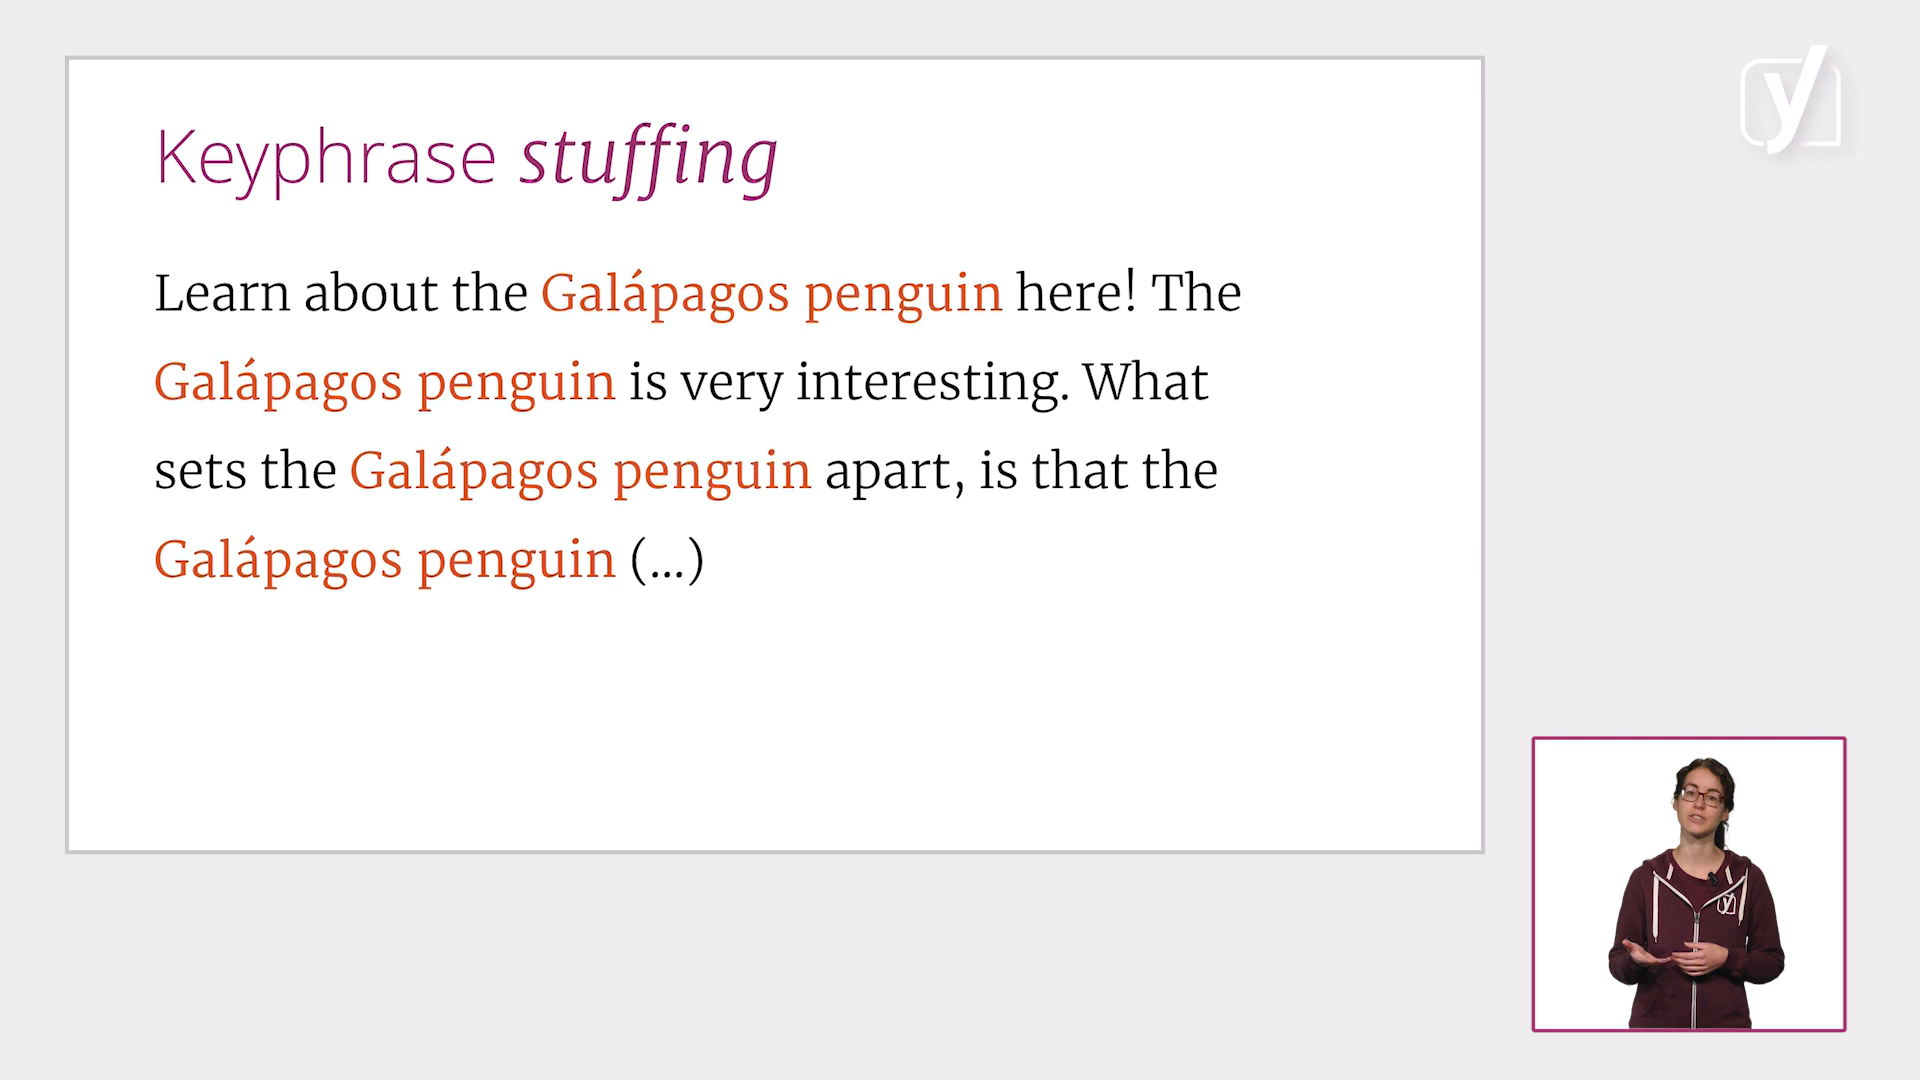 Keyphrase stuffing
Learn about the Galápagos penguin here! The
Galápagos penguin is very interesting. What
sets the Galápagos penguin apart, is that the
Galápagos penguin (...)
y
y